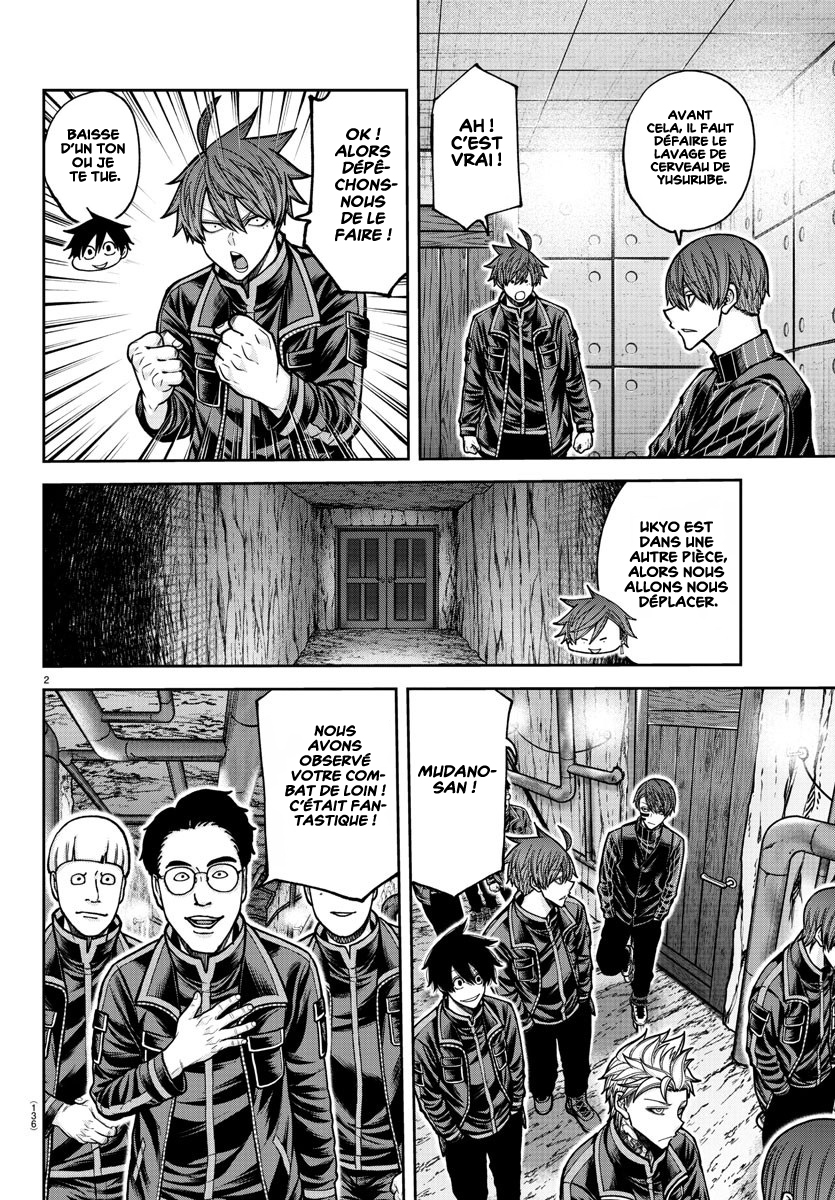 AVANT
CELA, IL FAUT
DÉFAIRE LE
LAVAGE DE
CERVEAU DE
YUSURUBE.
AH !
C'EST
VRAI !
OK !
ALORS
DÉPÊ-
CHONS-
NOUS
DE LE
FAIRE !
BAISSE
D'UN TON
OU JE
TE TUE.
UKYO EST
DANS UNE
AUTRE PIÈCE,
ALORS NOUS
ALLONS NOUS
DÉPLACER.
2
MUDANO-
SAN !
NOUS
AVONS
OBSERVÉ
VOTRE COM-
BAT DE LOIN !
C'ÉTAIT FAN-
TASTIQUE !
(136)